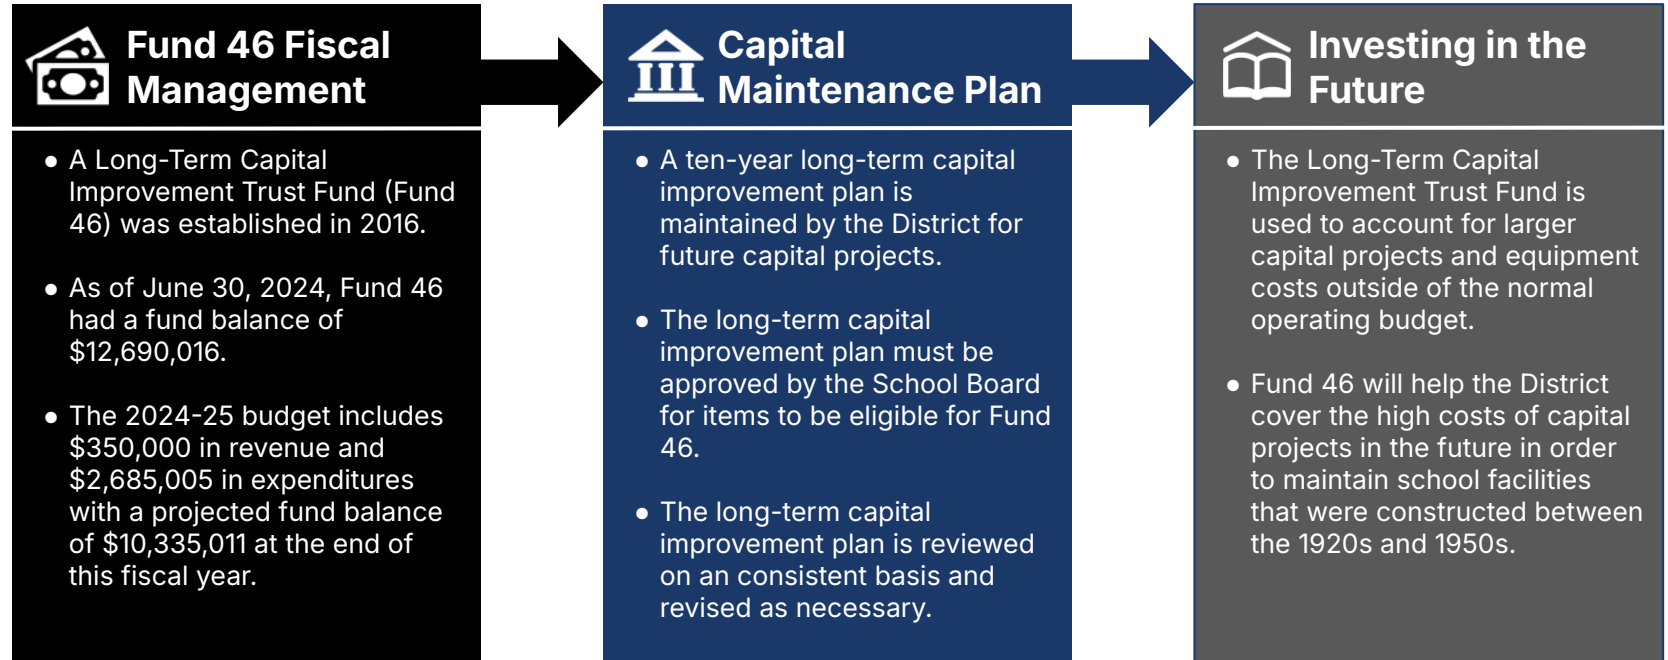 Fund 46 Fiscal
Management
● A Long-Term Capital
Improvement Trust Fund (Fund
46) was established in 2016.
● As of June 30, 2024, Fund 46
had a fund balance of
$12,690,016.
● The 2024-25 budget includes
$350,000 in revenue and
$2,685,005 in expenditures
with a projected fund balance
of $10,335,011 at the end of
this fiscal year.
Capital
Maintenance Plan
● A ten-year long-term capital
improvement plan is
maintained by the District for
future capital projects.
● The long-term capital
improvement plan must be
approved by the School Board
for items to be eligible for Fund
46.
● The long-term capital
improvement plan is reviewed
on an consistent basis and
revised as necessary.
Investing in the
Future
● The Long-Term Capital
Improvement Trust Fund is
used to account for larger
capital projects and equipment
costs outside of the normal
operating budget.
● Fund 46 will help the District
cover the high costs of capital
projects in the future in order
to maintain school facilities
that were constructed between
the 1920s and 1950s.